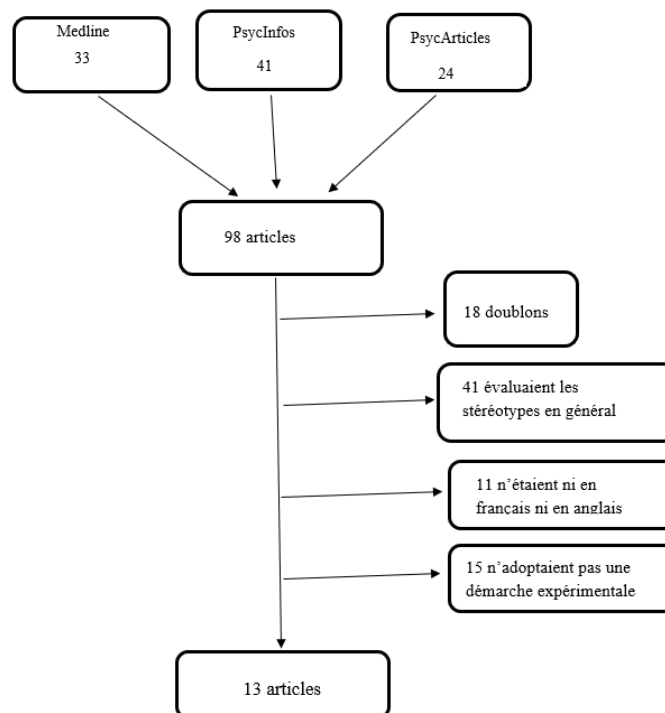 Medline
33
PsycInfos
41
PsycArticles
24
98 articles
18 doublons
41 évaluaient les
stéréotypes en général
11 n’étaient ni en
français ni en anglais
15 n’adoptaient pas une
démarche expérimentale
13 articles